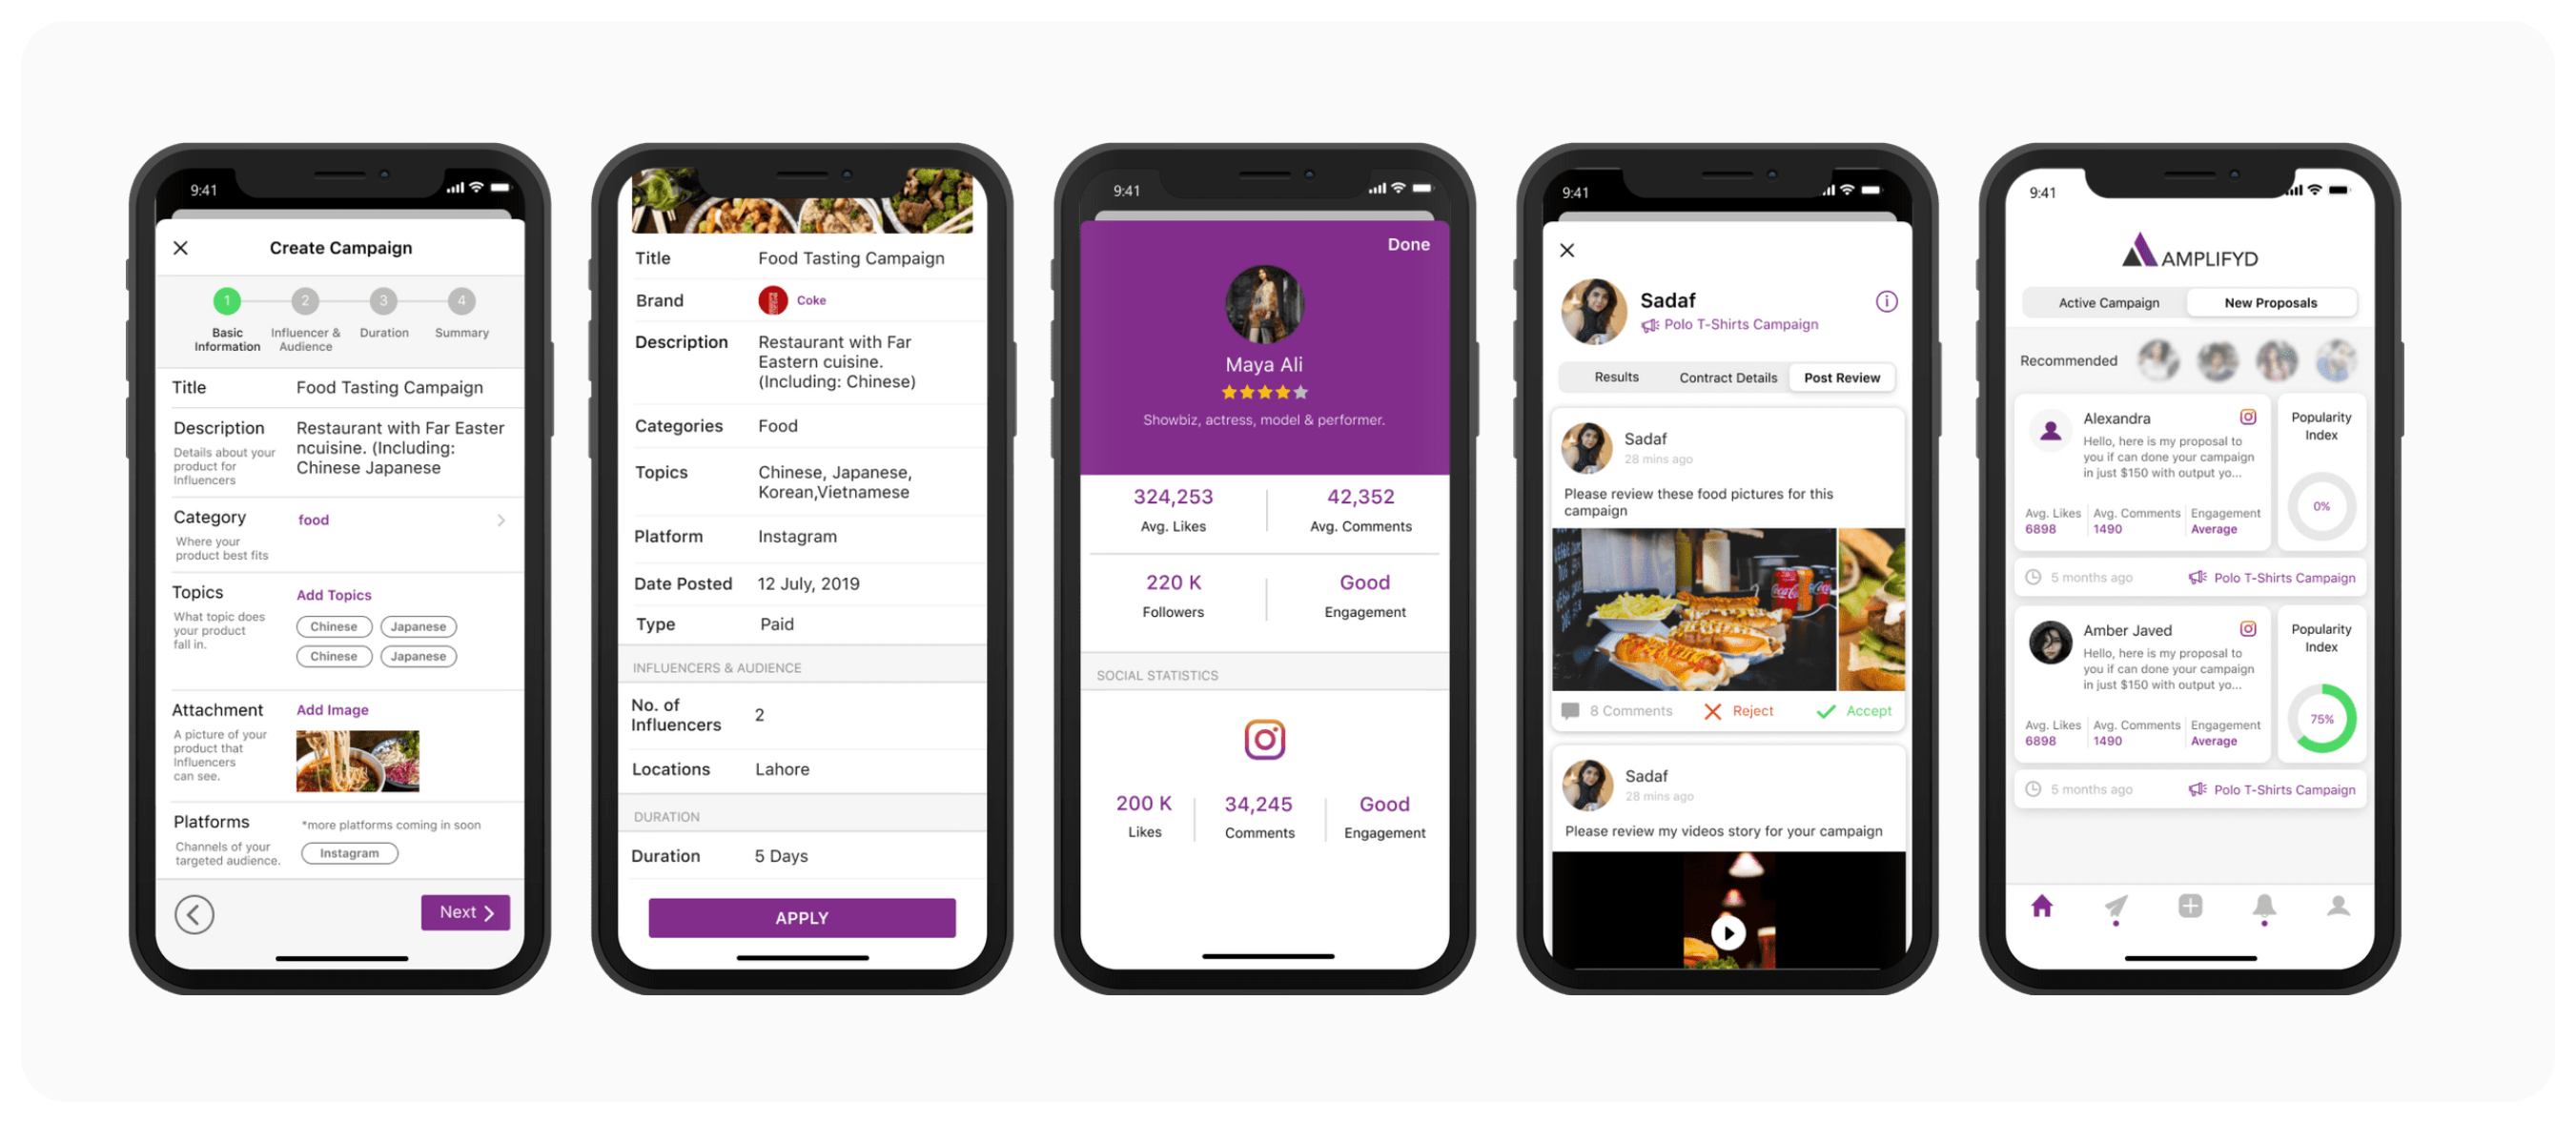 9:41
Create Campaign
1 2 3 4
Basic Information
Influencer & Audience
Duration
Summary
Title
Food Tasting Campaign
Description
Details about your
product for
Influencers
Restaurant with Far Easter
ncuisine. (Including:
Chinese Japanese
Category
Where your
product best fits
food
Topics
What topic does
your product
fall in.
Add Topics
Chinese Japanese
Chinese Japanese
Attachment
A picture of your
product that
Influencers
can see.
Add Image
Platforms
Channels of your
targeted audience.
*more platforms coming in soon
Instagram
Next
Title
Food Tasting Campaign
Brand
Coke
Description
Restaurant with Far
Eastern cuisine.
(Including: Chinese)
Categories
Food
Topics
Chinese, Japanese,
Korean,Vietnamese
Platform
Instagram
Date Posted
12 July, 2019
Type
Paid
INFLUENCERS & AUDIENCE
No. of
Influencers
2
Locations
Lahore
DURATION
Duration
5 Days
APPLY
9:41
Done
Maya Ali
Showbiz, actress, model & performer.
324,253
Avg. Likes
42,352
Avg. Comments
220 K
Followers
Good
Engagement
SOCIAL STATISTICS
200 K
Likes
34,245
Comments
Good
Engagement
9:41
Sadaf
Polo T-Shirts Campaign
Results
Contract Details
Post Review
Sadaf
28 mins ago
Please review these food pictures for this
campaign
Coca-Cola
8 Comments
Reject
Accept
Sadaf
28 mins ago
Please review my videos story for your campaign
9:41
AMPLIFYD
Active Campaign
New Proposals
Recommended
Alexandra
Hello, here is my proposal to
you if can done your campaign
in just $150 with output yo...
Avg. Likes
6898
Avg. Comments
1490
Engagement
Average
Popularity
Index
0%
5 months ago
Polo T-Shirts Campaign
Amber Javed
Hello, here is my proposal to
you if can done your campaign
in just $150 with output yo...
Avg. Likes
6898
Avg. Comments
1490
Engagement
Average
Popularity
Index
75%
5 months ago
Polo T-Shirts Campaign